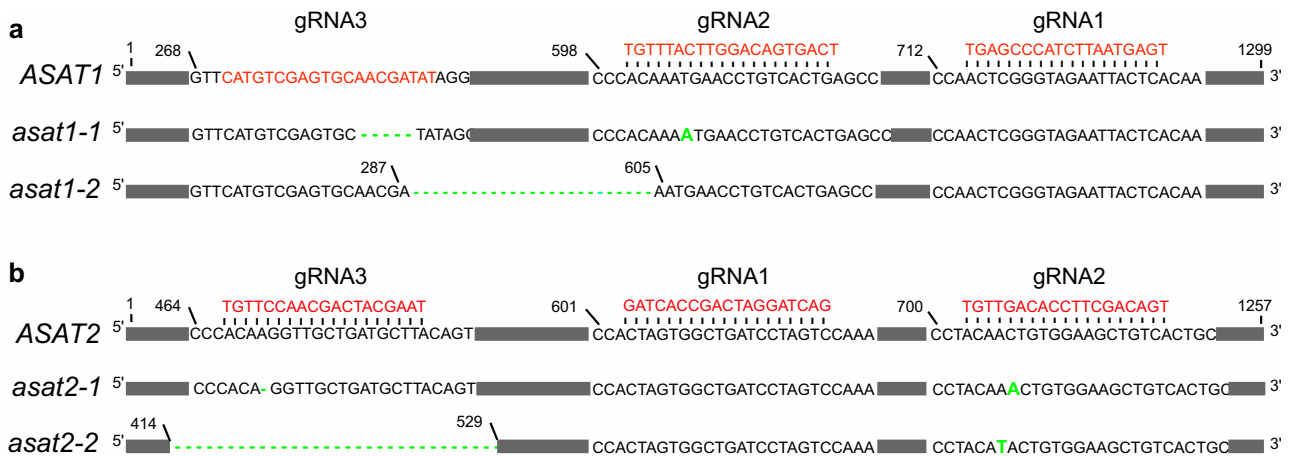 a
gRNA3 gRNA2 gRNA1
1 268 598 712 1299
TGTTTACTTGGACAGTGACT TGAGCCCATCTTAATGAGT
ASAT1 5' GTTCATGTCGAGTGCAACGATATAGG CCCACAAATGAACCTGTCACTGAGCC CCAACTCGGGTAGAATTACTCACAA 3'
asat1-1 5' GTTCATGTCGAGTGC-----TATAGG CCCACAAAATGAACCTGTCACTGAGCC CCAACTCGGGTAGAATTACTCACAA 3'
287 605
asat1-2 5' GTTCATGTCGAGTGCAACGA AATGAACCTGTCACTGAGCC CCAACTCGGGTAGAATTACTCACAA 3'
b
gRNA3 gRNA1 gRNA2
1 464 601 700 1257
TGTTCCAACGACTACGAAT GATCACCGACTAGGATCAG TGTTGACACCTTCGACAGT
ASAT2 5' CCCACAAGGTTGCTGATGCTTACAGT CCACTAGTGGCTGATCCTAGTCCAAA CCTACAACTGTGGAAGCTGTCACTGC 3'
asat2-1 5' CCCACA-GGTTGCTGATGCTTACAGT CCACTAGTGGCTGATCCTAGTCCAAA CCTACAAACTGTGGAAGCTGTCACTGC 3'
414 529
asat2-2 5' CCACTAGTGGCTGATCCTAGTCCAAA CCTACATACTGTGGAAGCTGTCACTGC 3'